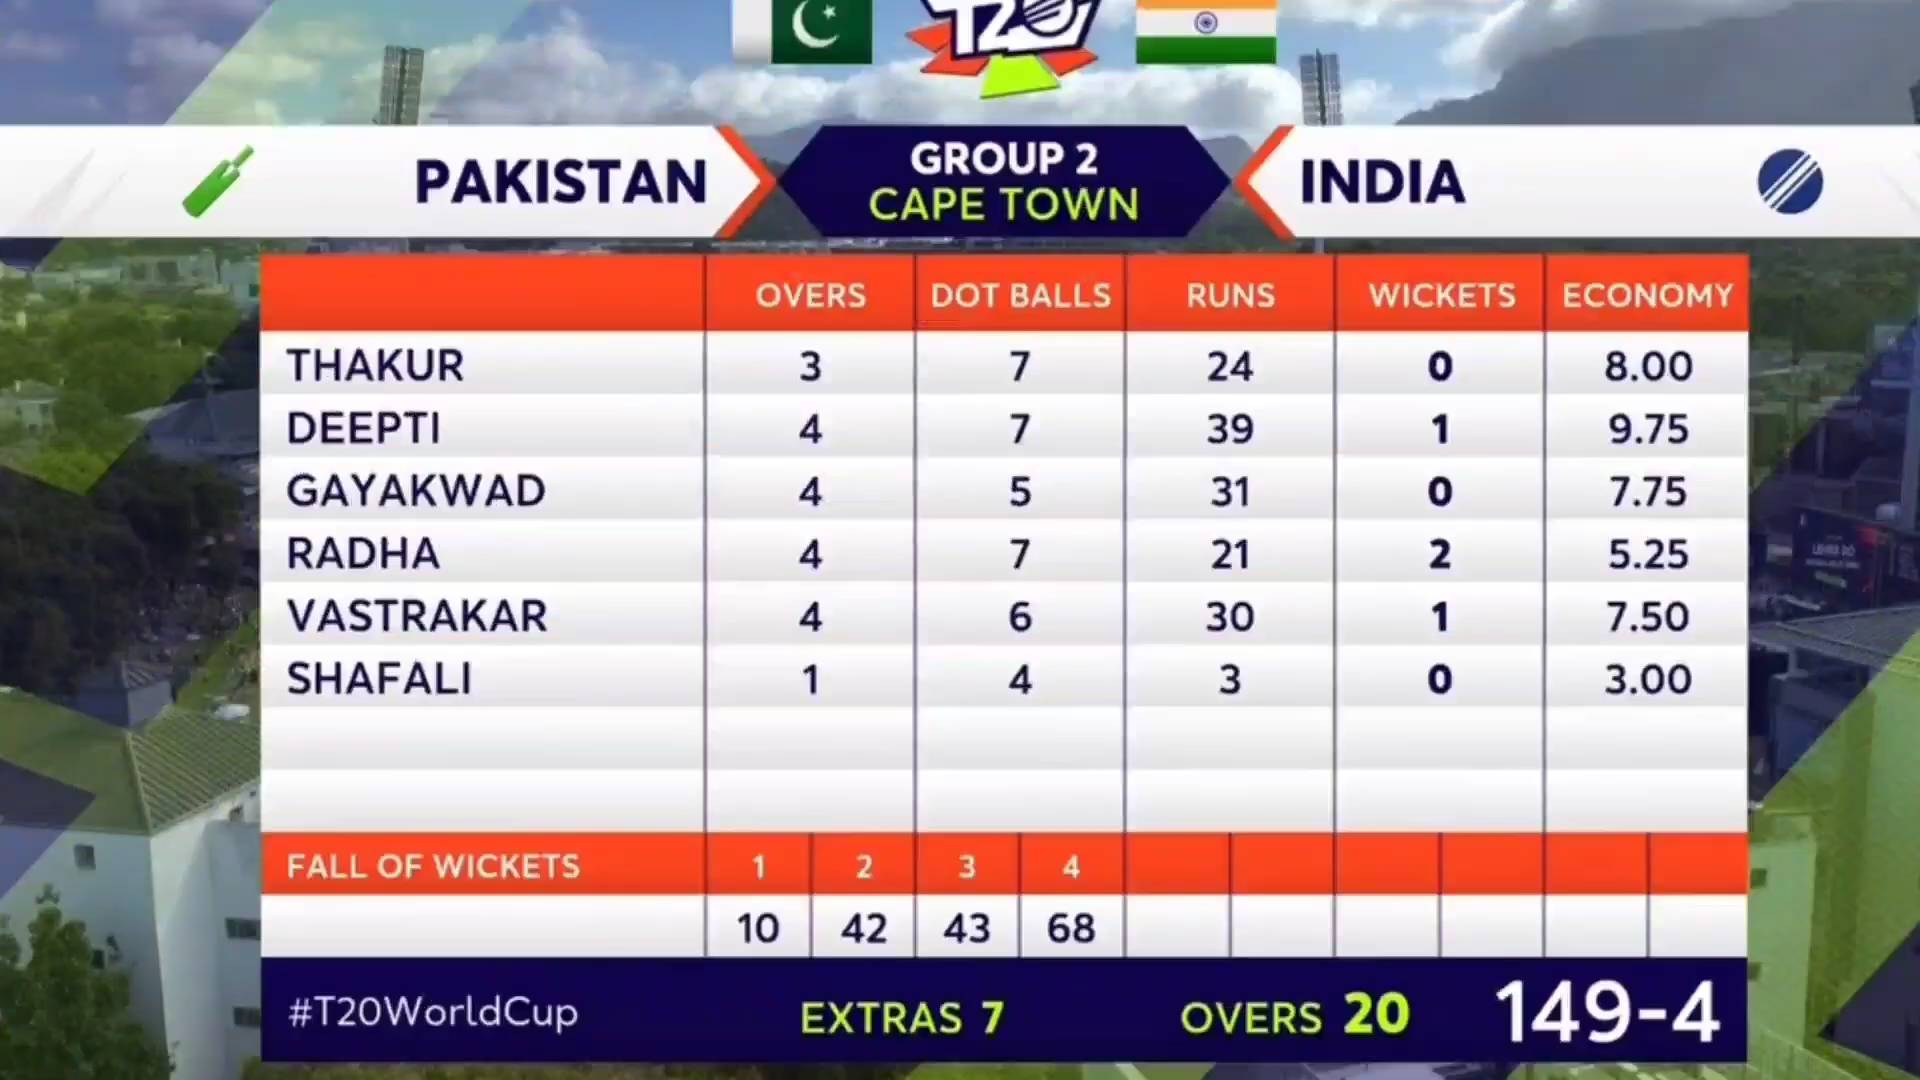 T20
PAKISTAN
GROUP 2
CAPE TOWN
INDIA
OVERS DOT BALLS RUNS WICKETS ECONOMY
THAKUR 3 7 24 0 8.00
DEEPTI 4 7 39 1 9.75
GAYAKWAD 4 5 31 0 7.75
RADHA 4 7 21 2 5.25
VASTRAKAR 4 6 30 1 7.50
SHAFALI 1 4 3 0 3.00
FALL OF WICKETS 1 2 3 4
10 42 43 68
#T20WorldCup EXTRAS 7 OVERS 20 149-4